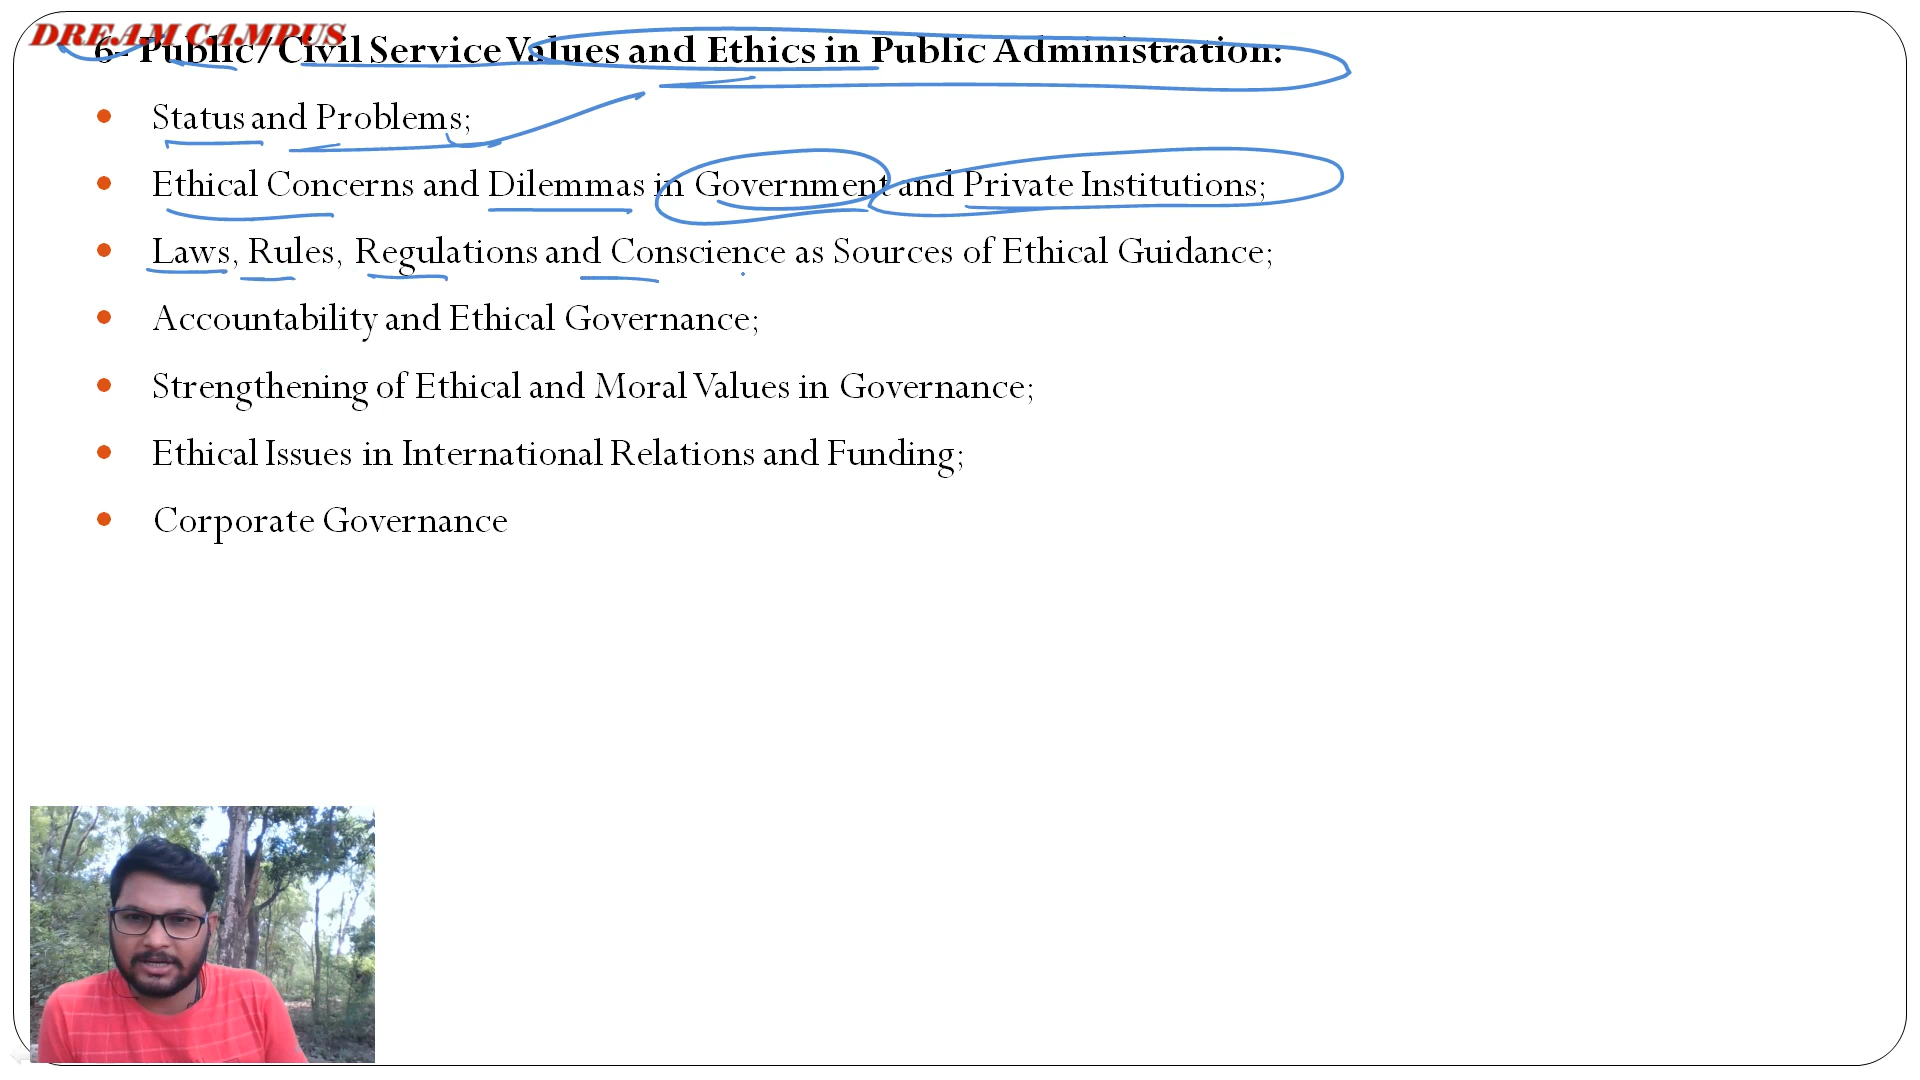 DREAM CAMPUS
6- Public/Civil Service Values and Ethics in Public Administration:
Status and Problems;
Ethical Concerns and Dilemmas in Government and Private Institutions;
Laws, Rules, Regulations and Conscience as Sources of Ethical Guidance;
Accountability and Ethical Governance;
Strengthening of Ethical and Moral Values in Governance;
Ethical Issues in International Relations and Funding;
Corporate Governance